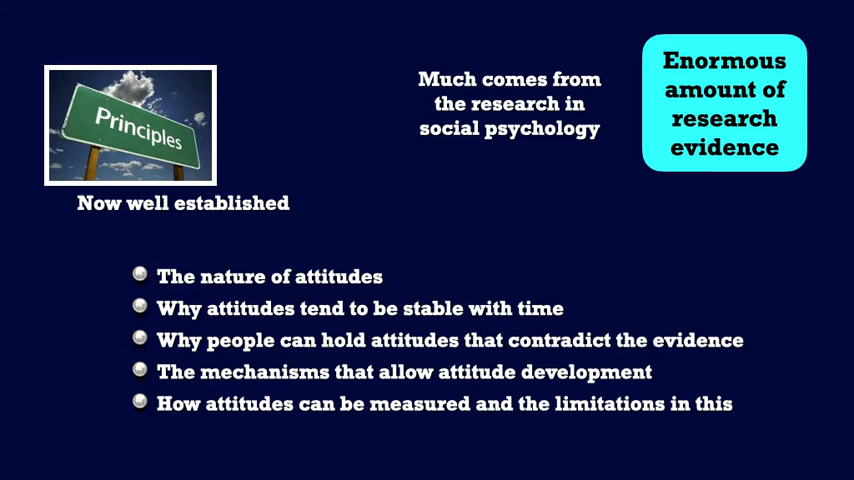 Principles
Now well established
Much comes from
the research in
social psychology
Enormous
amount of
research
evidence
The nature of attitudes
Why attitudes tend to be stable with time
Why people can hold attitudes that contradict the evidence
The mechanisms that allow attitude development
How attitudes can be measured and the limitations in this